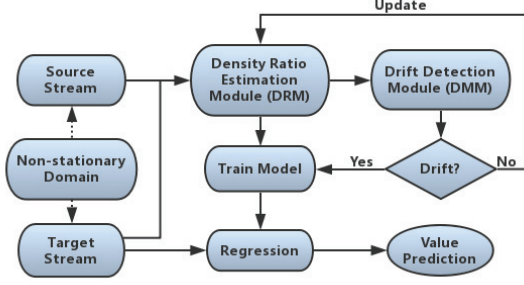 Update
Source
Stream
Density Ratio
Estimation
Module (DRM)
Drift Detection
Module (DMM)
Non-stationary
Domain
Train Model
Yes
Drift?
No
Target
Stream
Regression
Value
Prediction